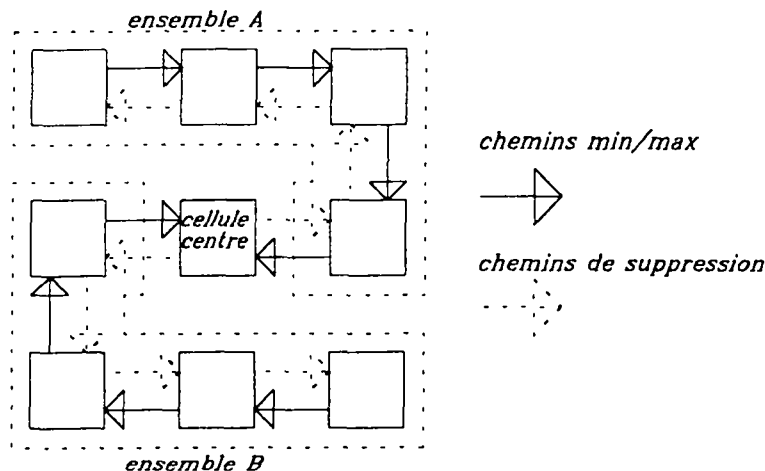 ensemble A
chemins min/max
cellule
centre
chemins de suppression
ensemble B